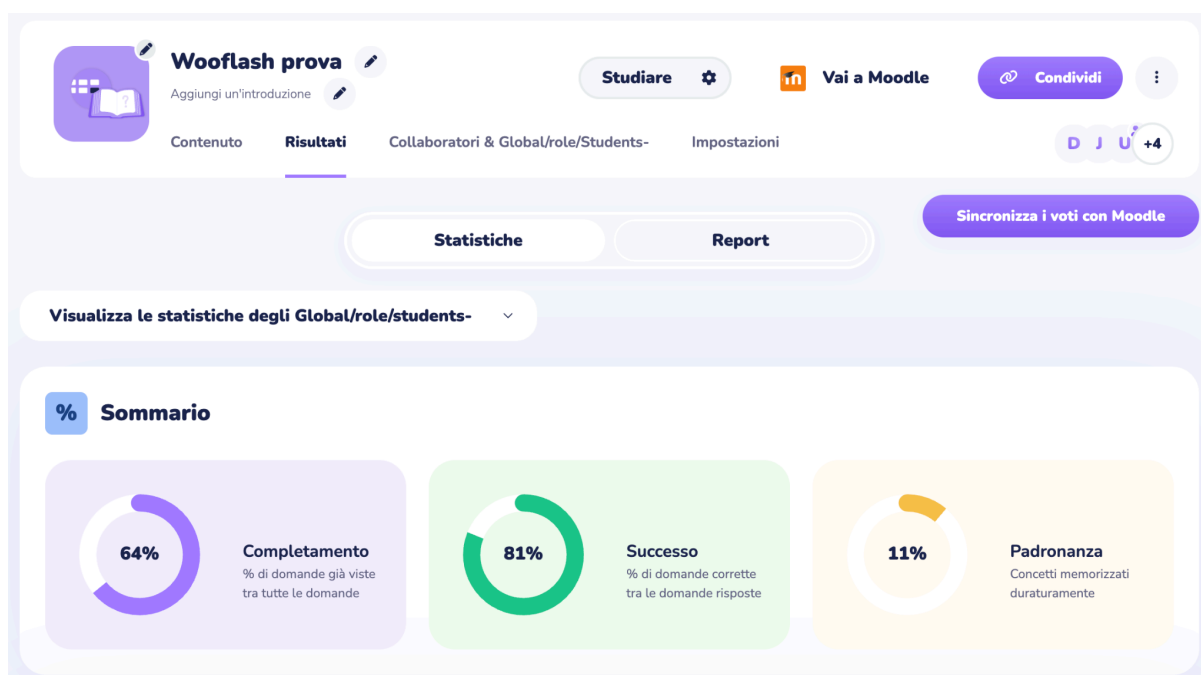 Wooflash prova
Aggiungi un'introduzione
Studiare
Vai a Moodle
Condividi
Contenuto
Risultati
Collaboratori & Global/role/Students-
Impostazioni
D J U +4
Sincronizza i voti con Moodle
Statistiche
Report
Visualizza le statistiche degli Global/role/students-
% Sommario
64%
Completamento
% di domande già viste
tra tutte le domande
81%
Successo
% di domande corrette
tra le domande risposte
11%
Padronanza
Concetti memorizzati
duraturamente